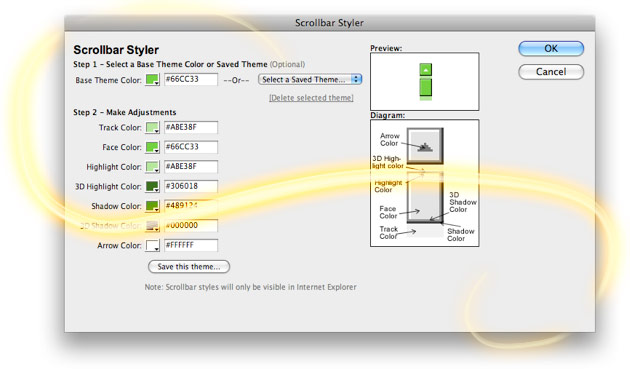 Scrollbar Styler
Scrollbar Styler
Step 1 - Select a Base Theme Color or Saved Theme (Optional)
Base Theme Color: #66CC33 --Or-- Select a Saved Theme...
[Delete selected theme]
Step 2 - Make Adjustments
Track Color: #ABE38F
Face Color: #66CC33
Highlight Color: #ABE38F
3D Highlight Color: #306018
Shadow Color: #489124
3D Shadow Color: #000000
Arrow Color: #FFFFFF
Save this theme...
Note: Scrollbar styles will only be visible in Internet Explorer
Preview:
Diagram:
Arrow
Color
3D High-
light color
Highlight
Color
Face
Color
Track
Color
3D
Shadow
Color
Shadow
Color
OK
Cancel